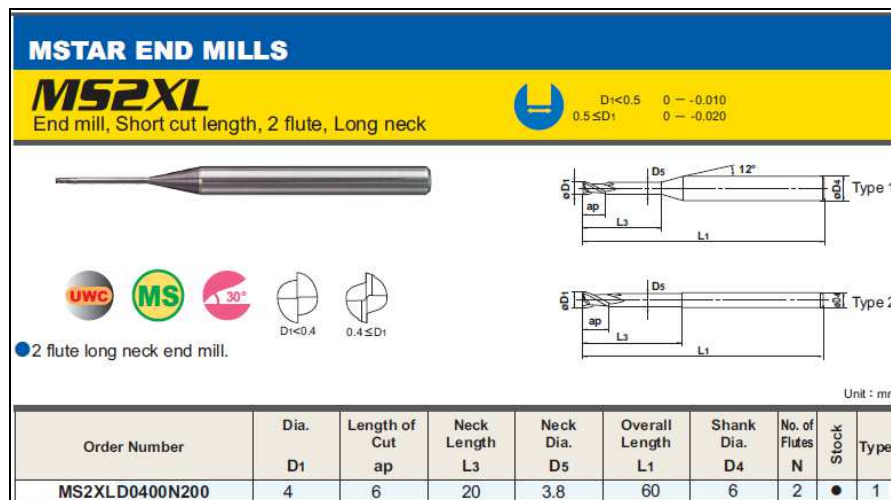 MSTAR END MILLS
MS2XL
End mill, Short cut length, 2 flute, Long neck
D1<0.5 0 － -0.010
0.5≤D1 0 － -0.020
øD1
D5
12°
øD4
Type 1
ap
L3
L1
UWC
MS
30°
D1<0.4
0.4≤D1
øD1
D5
øD4
Type 2
ap
L3
L1
●2 flute long neck end mill.
Unit : mm
Order Number Dia. D1 Length of Cut ap Neck Length L3 Neck Dia. D5 Overall Length L1 Shank Dia. D4 No. of Flutes N Stock Type
MS2XLD0400N200 4 6 20 3.8 60 6 2 ● 1